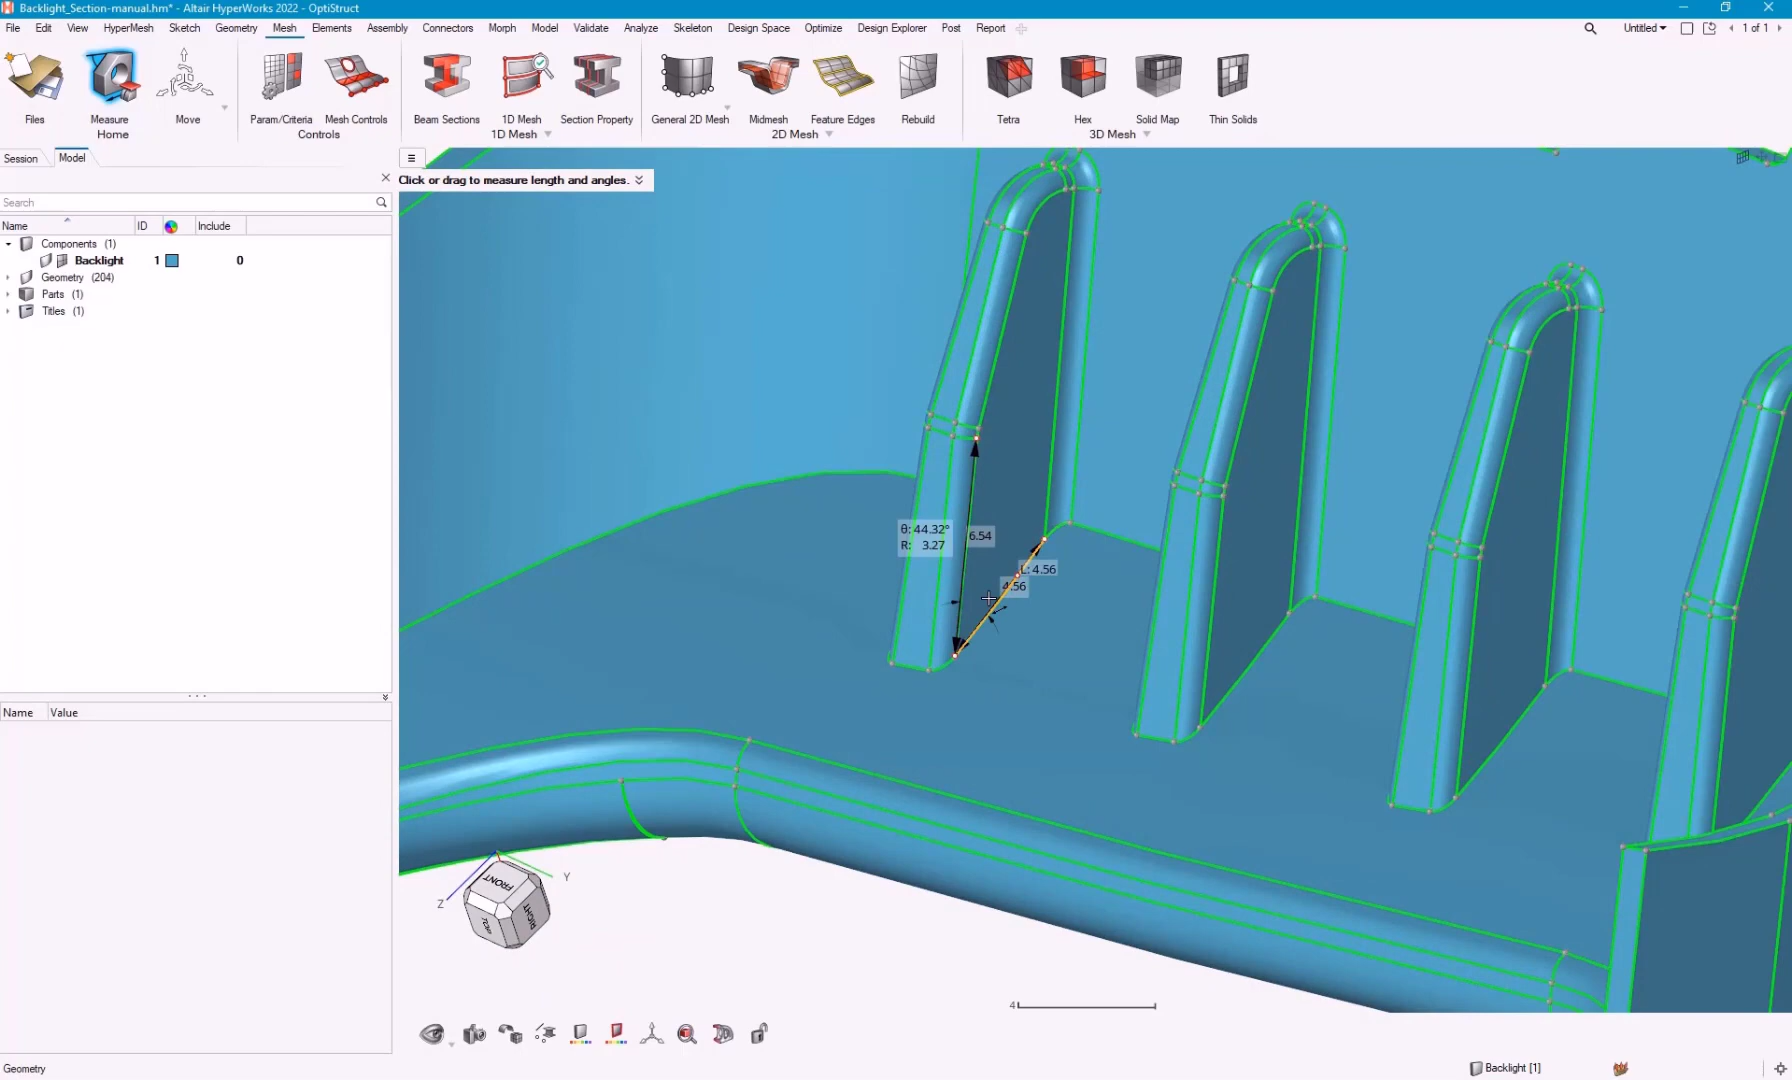 Backlight_Section-manual.hm* - Altair HyperWorks 2022 - OptiStruct
File Edit View HyperMesh Sketch Geometry Mesh Elements Assembly Connectors Morph Model Validate Analyze Skeleton Design Space Optimize Design Explorer Post Report Untitled 1 of 1
Files Measure Move Param/Criteria Mesh Controls Beam Sections 1D Mesh Section Property General 2D Mesh Midmesh Feature Edges Rebuild Tetra Hex Solid Map Thin Solids
Home Controls 1D Mesh 2D Mesh 3D Mesh
Session Model
Click or drag to measure length and angles.
Search
Name ID Include
Components (1)
Backlight 1 0
Geometry (204)
Parts (1)
Titles (1)
Name Value
θ: 44.32°
R: 3.27
6.54
L: 4.56
4.56
FRONT
RIGHT
TOP
Y
Z
4
Geometry
Backlight [1]